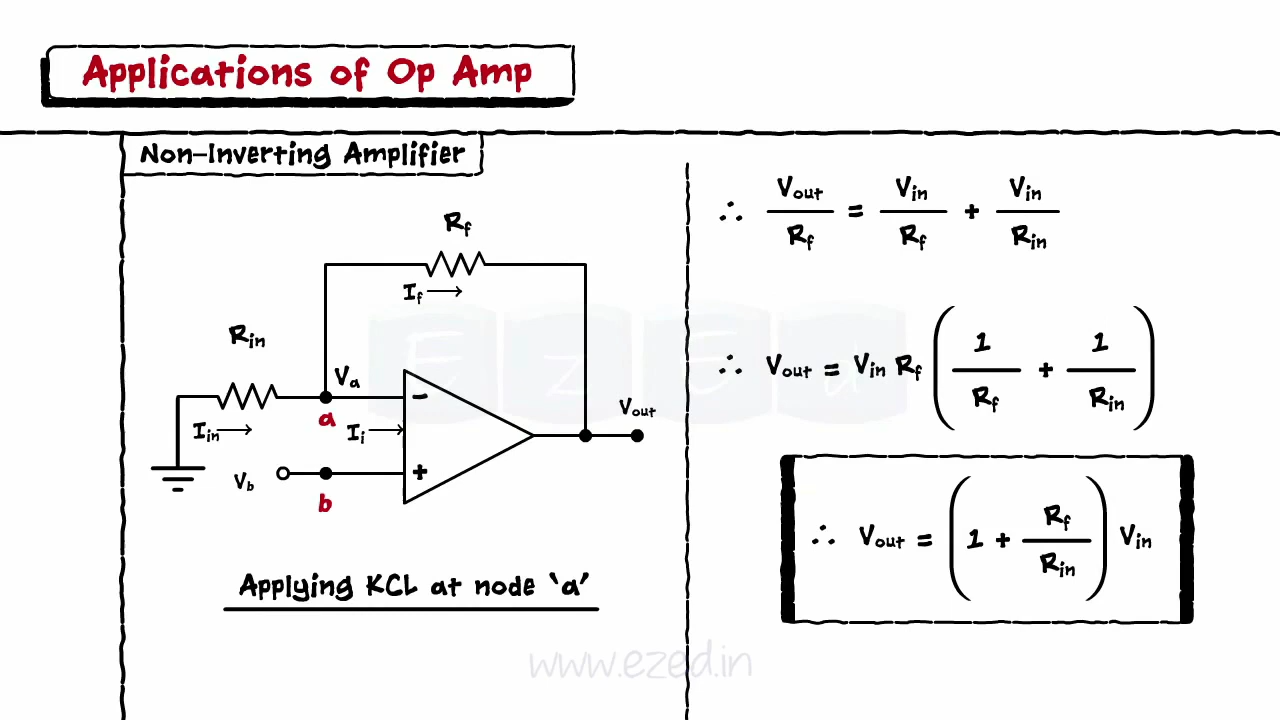 Applications of Op Amp
Non-Inverting Amplifier
Rf
If
Rin
Va
a
Iin
Ii
-
+
Vb
b
Vout
Applying KCL at node ‘a’
∴ Vout/Rf = Vin/Rf + Vin/Rin
∴ Vout = Vin Rf (1/Rf + 1/Rin)
∴ Vout = (1 + Rf/Rin) Vin
EZEd
www.ezed.in